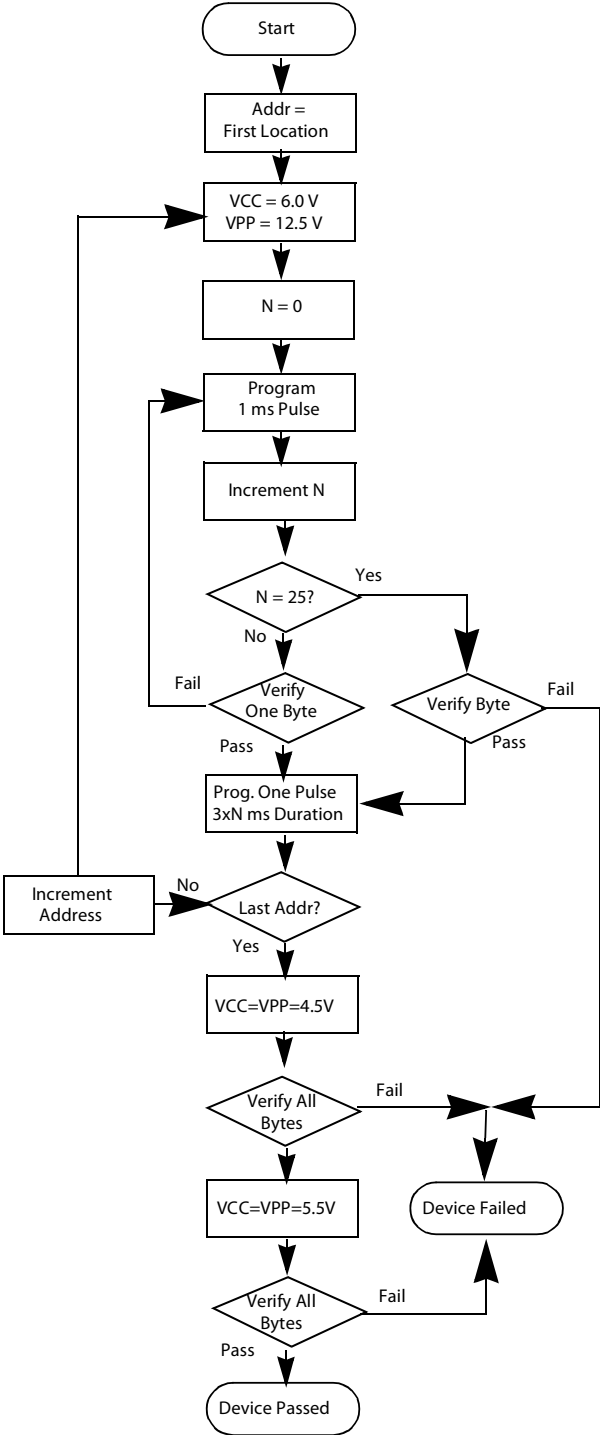 Start
Addr =
First Location
VCC = 6.0 V
VPP = 12.5 V
N = 0
Program
1 ms Pulse
Increment N
N = 25?
Yes
No
Verify
One Byte
Fail
Pass
Verify Byte
Fail
Pass
Prog. One Pulse
3xN ms Duration
Increment
Address
No
Last Addr?
Yes
VCC=VPP=4.5V
Verify All
Bytes
Fail
VCC=VPP=5.5V
Device Failed
Verify All
Bytes
Fail
Pass
Device Passed